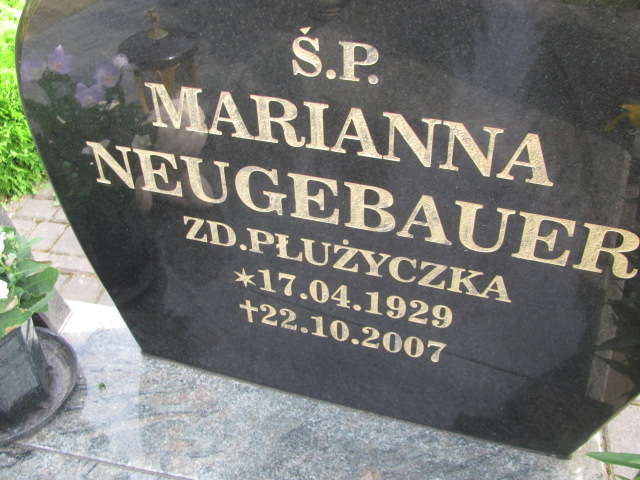 Ś.P.
MARIANNA
NEUGEBAUER
ZD.PŁUŻYCZKA
*17.04.1929
†22.10.2007